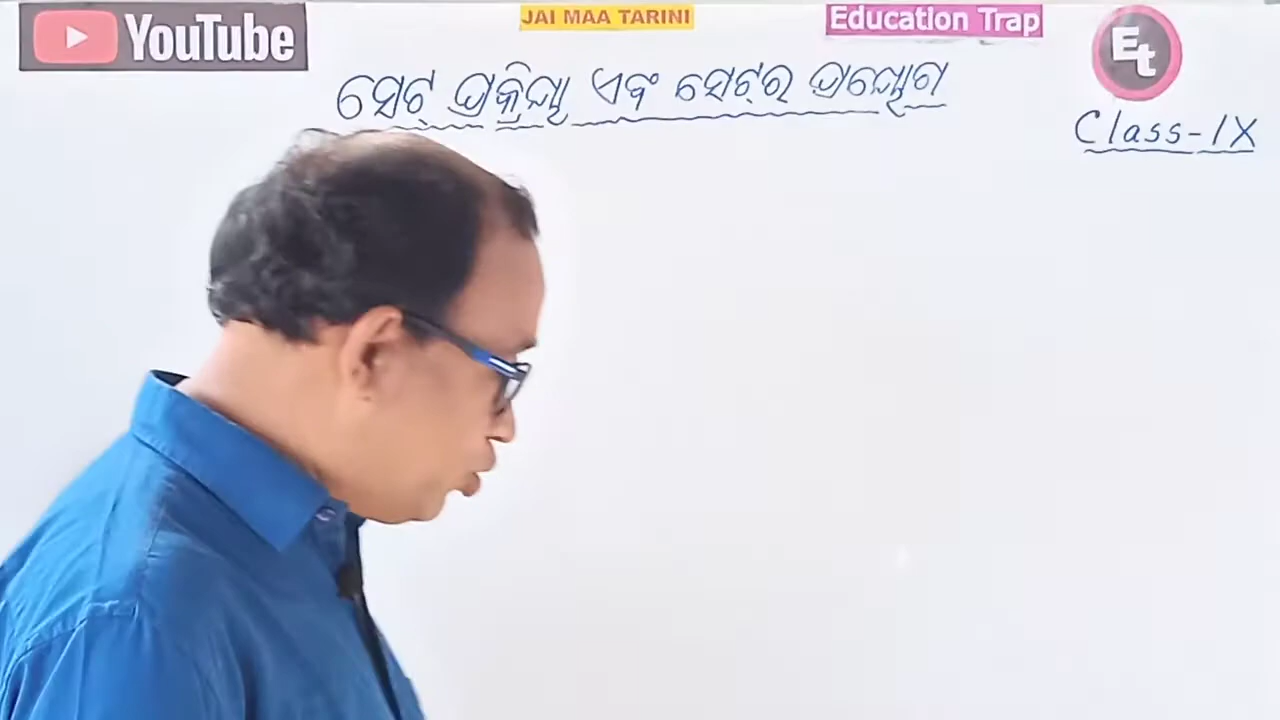 YouTube
JAI MAA TARINI
Education Trap
Et
ସେଟ୍ ପ୍ରକ୍ରିୟା ଏବଂ ସେଟ୍‌ର ପ୍ରୟୋଗ
Class-IX